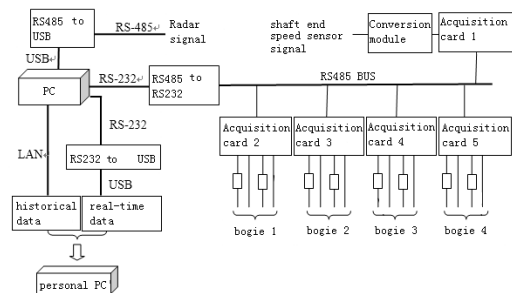 RS485 to
USB
RS-485
Radar
signal
shaft end
speed sensor
signal
Conversion
module
Acquisition
card 1
USB
PC
RS-232
RS485 to
RS232
RS485 BUS
RS-232
Acquisition
card 2
Acquisition
card 3
Acquisition
card 4
Acquisition
card 5
LAN
RS232 to USB
USB
historical
data
real-time
data
bogie 1
bogie 2
bogie 3
bogie 4
personal PC